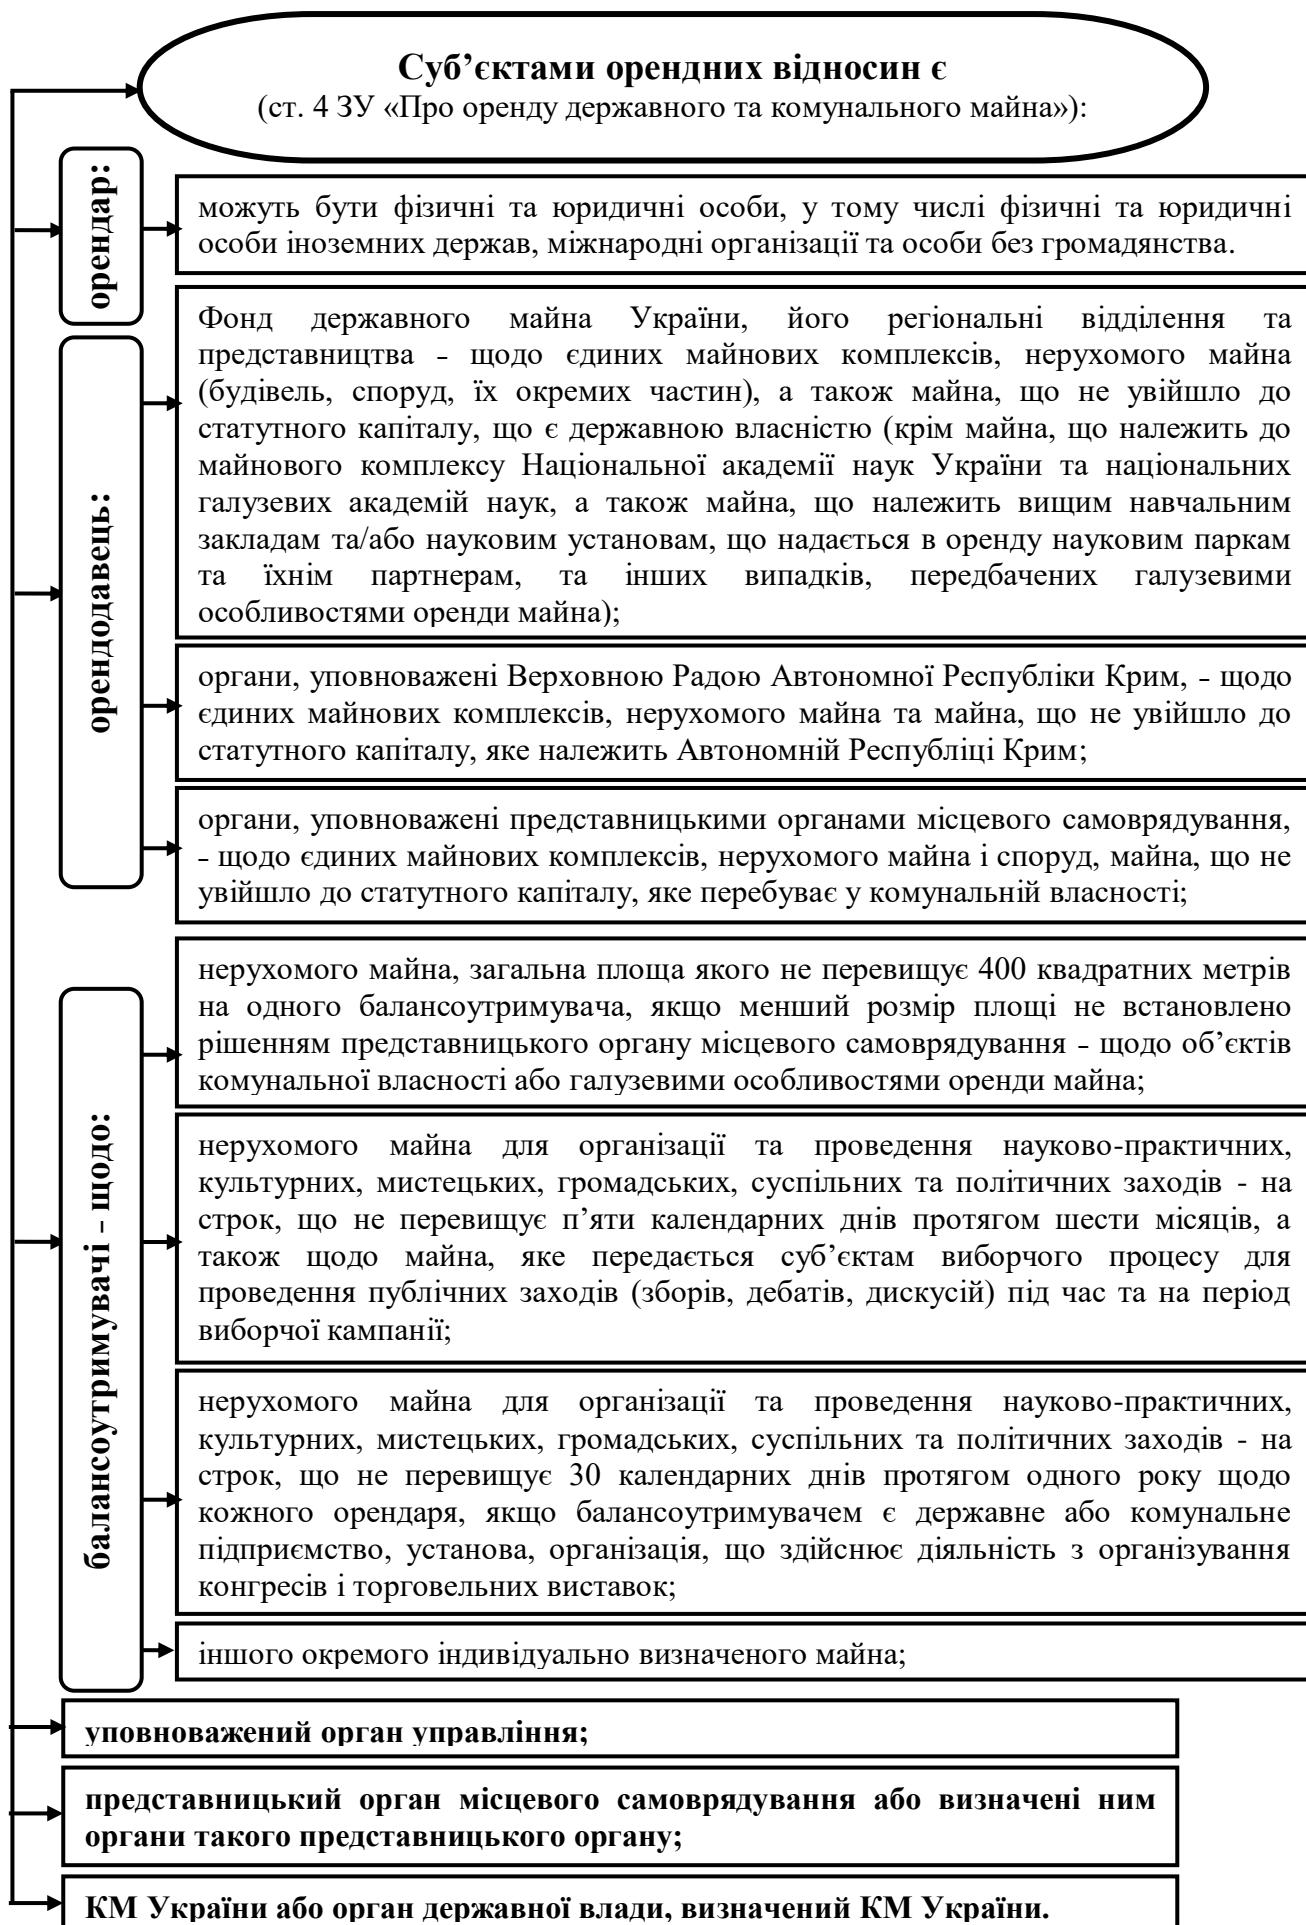 Суб’єктами орендних відносин є
(ст. 4 ЗУ «Про оренду державного та комунального майна»):
орендар:
можуть бути фізичні та юридичні особи, у тому числі фізичні та юридичні
особи іноземних держав, міжнародні організації та особи без громадянства.
орендодавець:
Фонд державного майна України, його регіональні відділення та
представництва - щодо єдиних майнових комплексів, нерухомого майна
(будівель, споруд, їх окремих частин), а також майна, що не увійшло до
статутного капіталу, що є державною власністю (крім майна, що належить до
майнового комплексу Національної академії наук України та національних
галузевих академій наук, а також майна, що належить вищим навчальним
закладам та/або науковим установам, що надається в оренду науковим паркам
та їхнім партнерам, та інших випадків, передбачених галузевими
особливостями оренди майна);
органи, уповноважені Верховною Радою Автономної Республіки Крим, - щодо
єдиних майнових комплексів, нерухомого майна та майна, що не увійшло до
статутного капіталу, яке належить Автономній Республіці Крим;
органи, уповноважені представницькими органами місцевого самоврядування,
- щодо єдиних майнових комплексів, нерухомого майна і споруд, майна, що не
увійшло до статутного капіталу, яке перебуває у комунальній власності;
балансоутримувачі - щодо:
нерухомого майна, загальна площа якого не перевищує 400 квадратних метрів
на одного балансоутримувача, якщо менший розмір площі не встановлено
рішенням представницького органу місцевого самоврядування - щодо об’єктів
комунальної власності або галузевими особливостями оренди майна;
нерухомого майна для організації та проведення науково-практичних,
культурних, мистецьких, громадських, суспільних та політичних заходів - на
строк, що не перевищує п’яти календарних днів протягом шести місяців, а
також щодо майна, яке передається суб’єктам виборчого процесу для
проведення публічних заходів (зборів, дебатів, дискусій) під час та на період
виборчої кампанії;
нерухомого майна для організації та проведення науково-практичних,
культурних, мистецьких, громадських, суспільних та політичних заходів - на
строк, що не перевищує 30 календарних днів протягом одного року щодо
кожного орендаря, якщо балансоутримувачем є державне або комунальне
підприємство, установа, організація, що здійснює діяльність з організування
конгресів і торговельних виставок;
іншого окремого індивідуально визначеного майна;
уповноважений орган управління;
представницький орган місцевого самоврядування або визначені ним
органи такого представницького органу;
КМ України або орган державної влади, визначений КМ України.